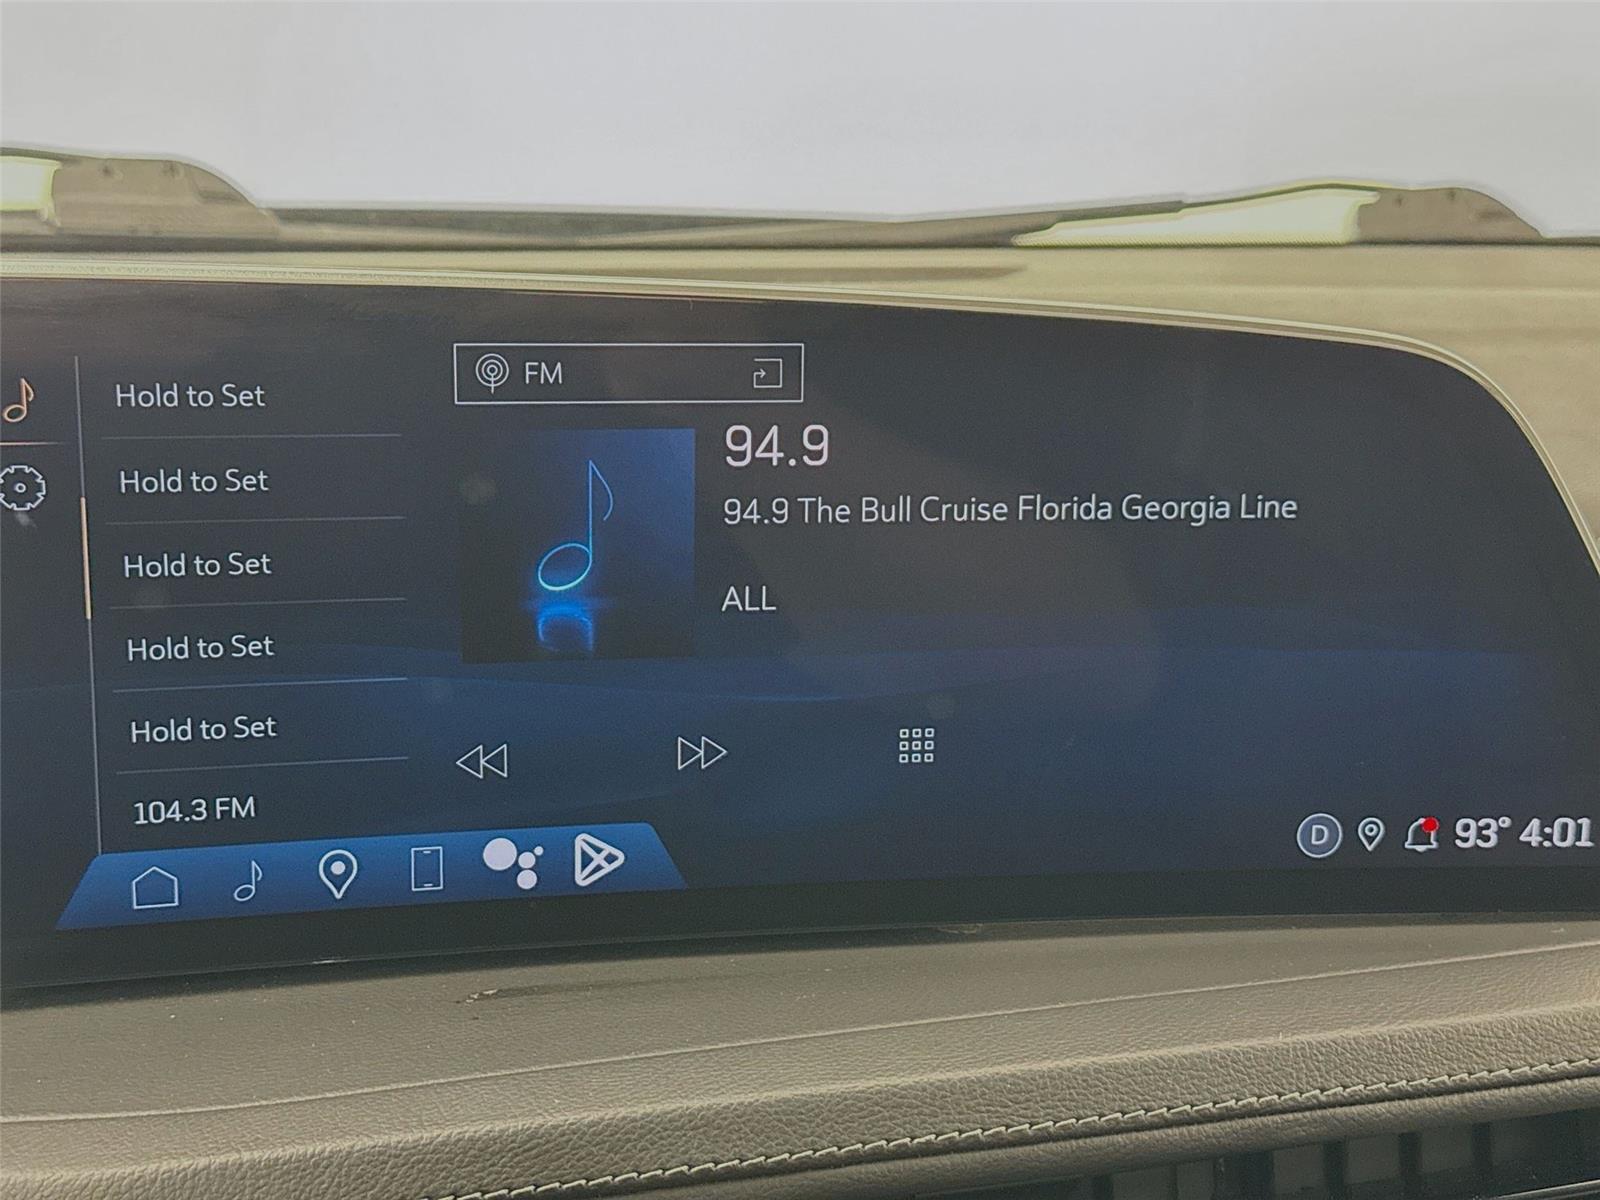 Hold to Set
Hold to Set
Hold to Set
Hold to Set
Hold to Set
104.3 FM
FM
94.9
94.9 The Bull Cruise Florida Georgia Line
ALL
D
93° 4:01